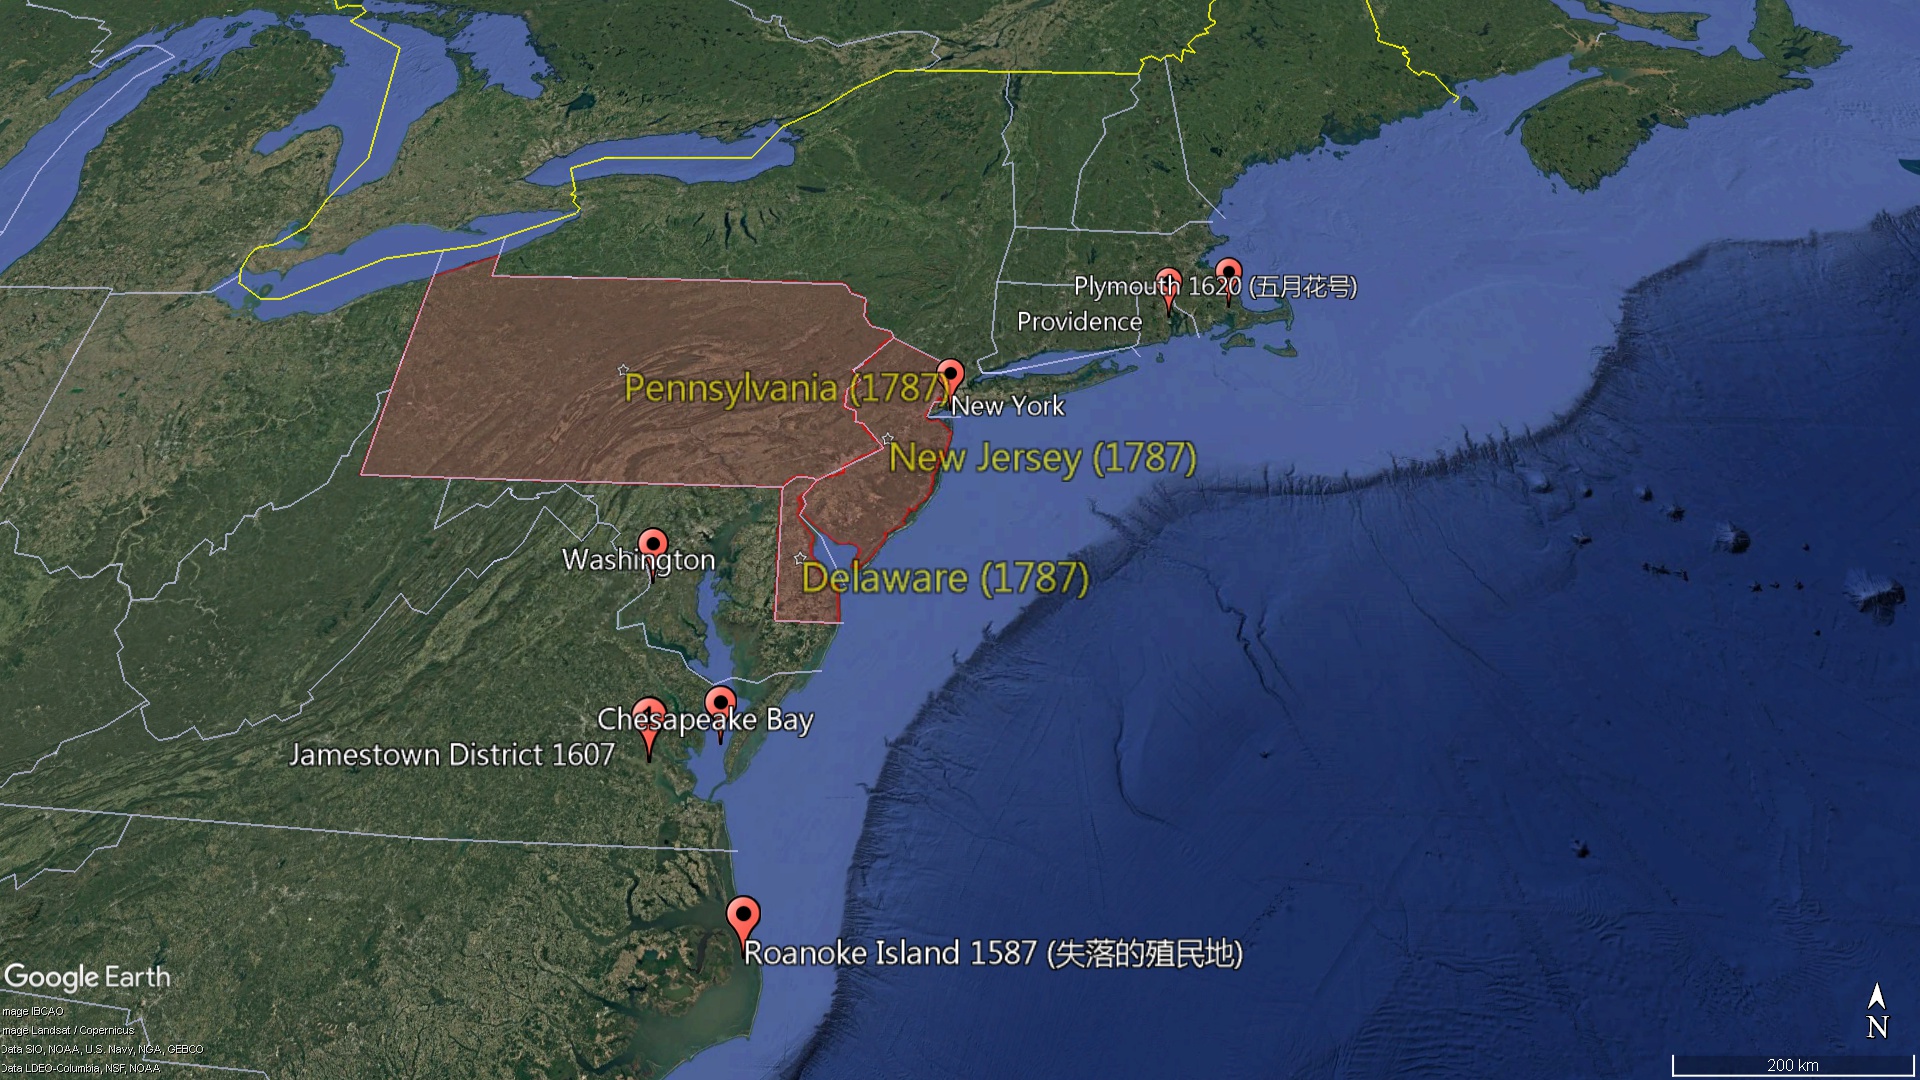 Plymouth 1620 (五月花号)
Providence
Pennsylvania (1787)
New York
New Jersey (1787)
Washington
Delaware (1787)
Chesapeake Bay
Jamestown District 1607
Roanoke Island 1587 (失落的殖民地)
Google Earth
mage IBCAO
mage Landsat / Copernicus
Data SIO, NOAA, U.S. Navy, NGA, GEBCO
Data LDEO-Columbia, NSF, NOAA
N
200 km